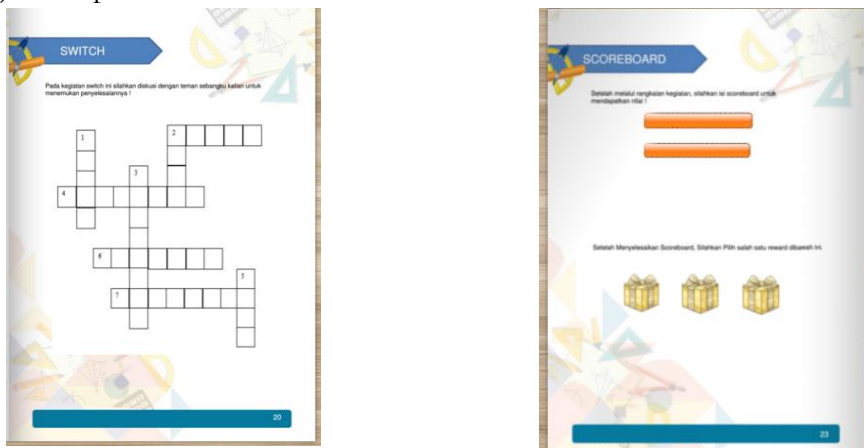 SWITCH
Pada kegiatan switch ini silahkan diskusi dengan teman sebangku kalian untuk
menemukan penyelesaiannya !
1
2
3
4
6
5
7
20
SCOREBOARD
Setelah melalui rangkaian kegiatan, silahkan isi scoreboard untuk
mendapatkan nilai !
Setelah Menyelesaikan Scoreboard, Silahkan Pilih salah satu reward dibawah ini.
23